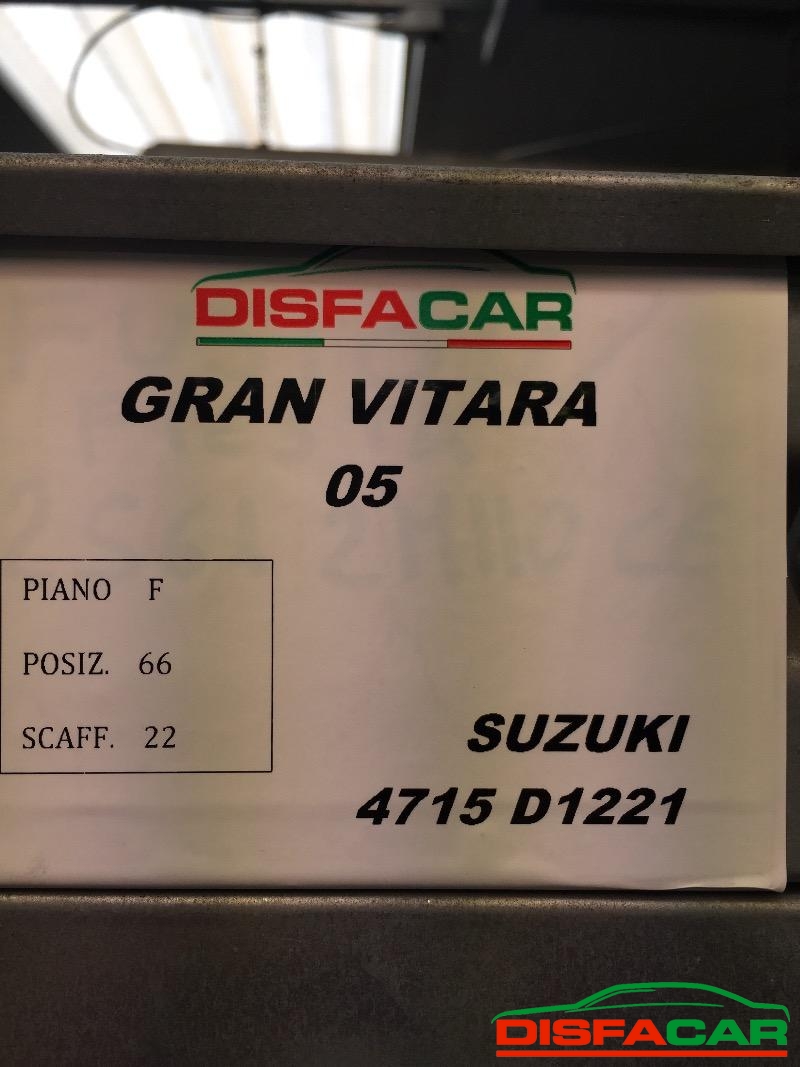 DISFACAR
GRAN VITARA
05
PIANO F
POSIZ. 66
SCAFF. 22
SUZUKI
4715 D1221
DISFACAR